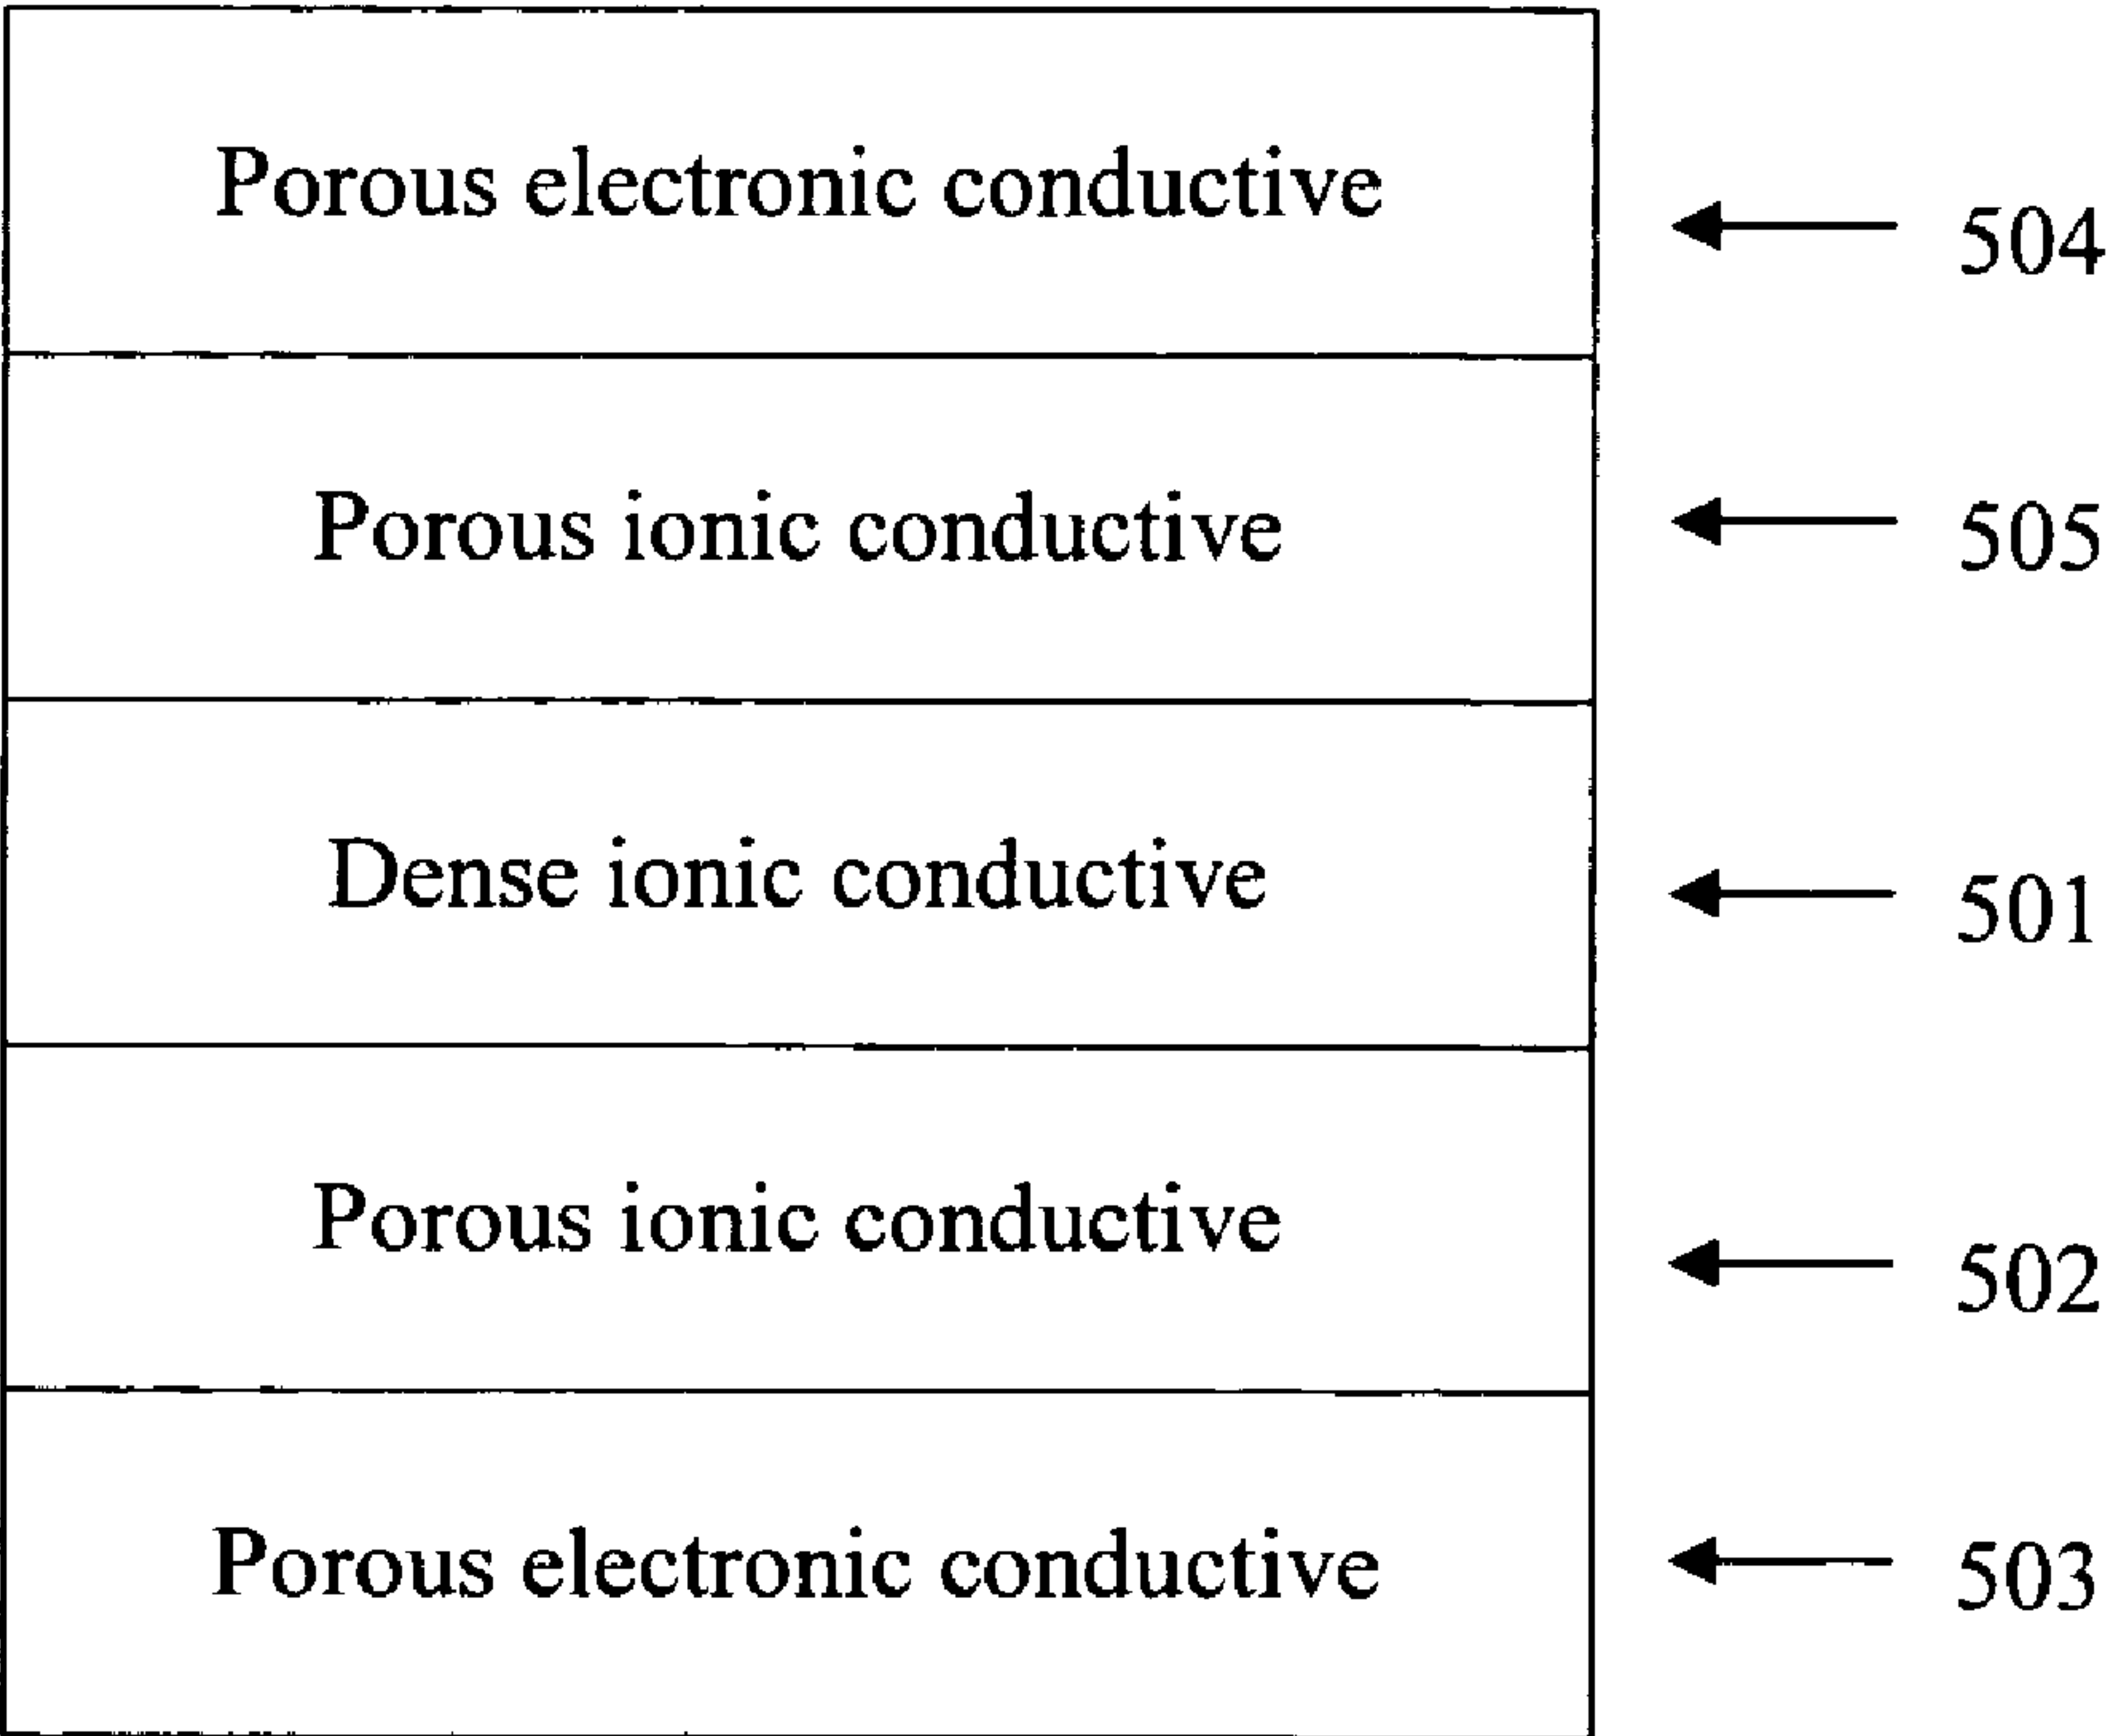 Porous electronic conductive
504
Porous ionic conductive
505
Dense ionic conductive
501
Porous ionic conductive
502
Porous electronic conductive
503